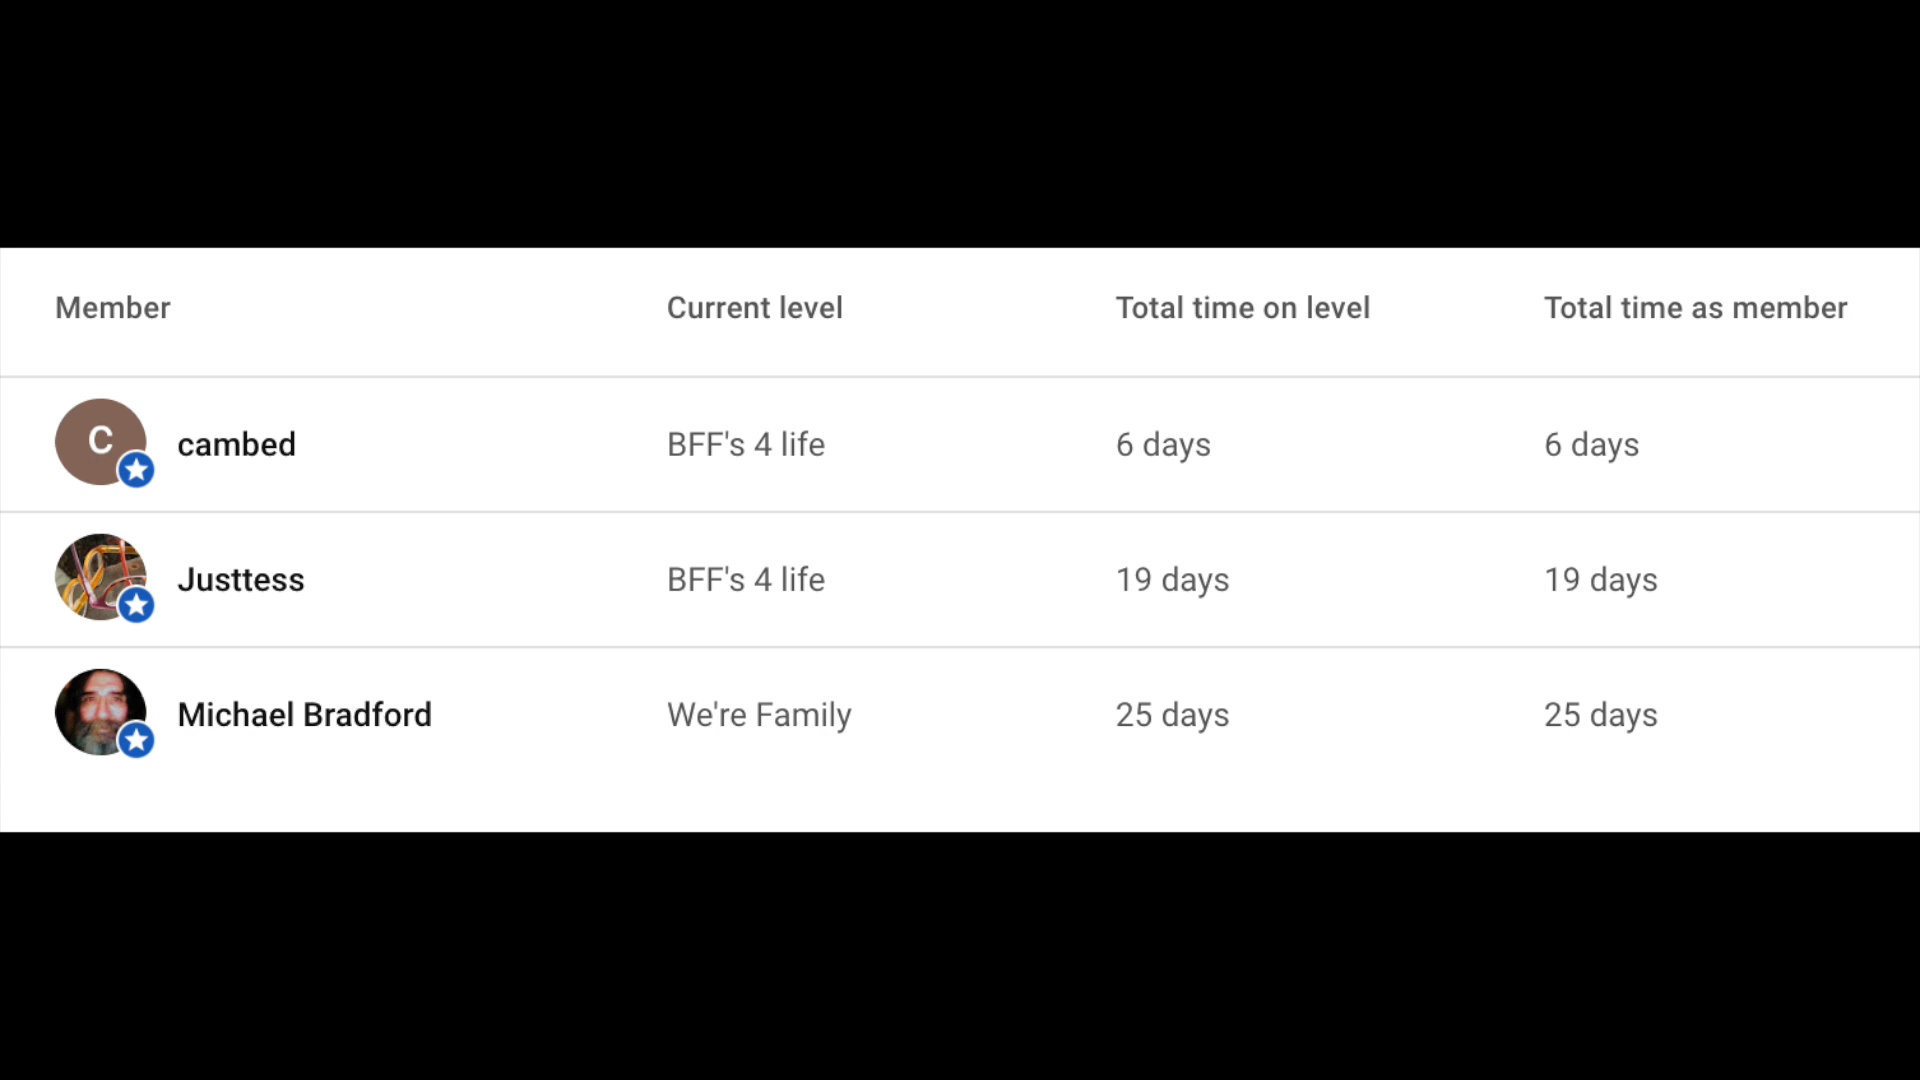 Member Current level Total time on level Total time as member
C cambed BFF's 4 life 6 days 6 days
Justtess BFF's 4 life 19 days 19 days
Michael Bradford We're Family 25 days 25 days